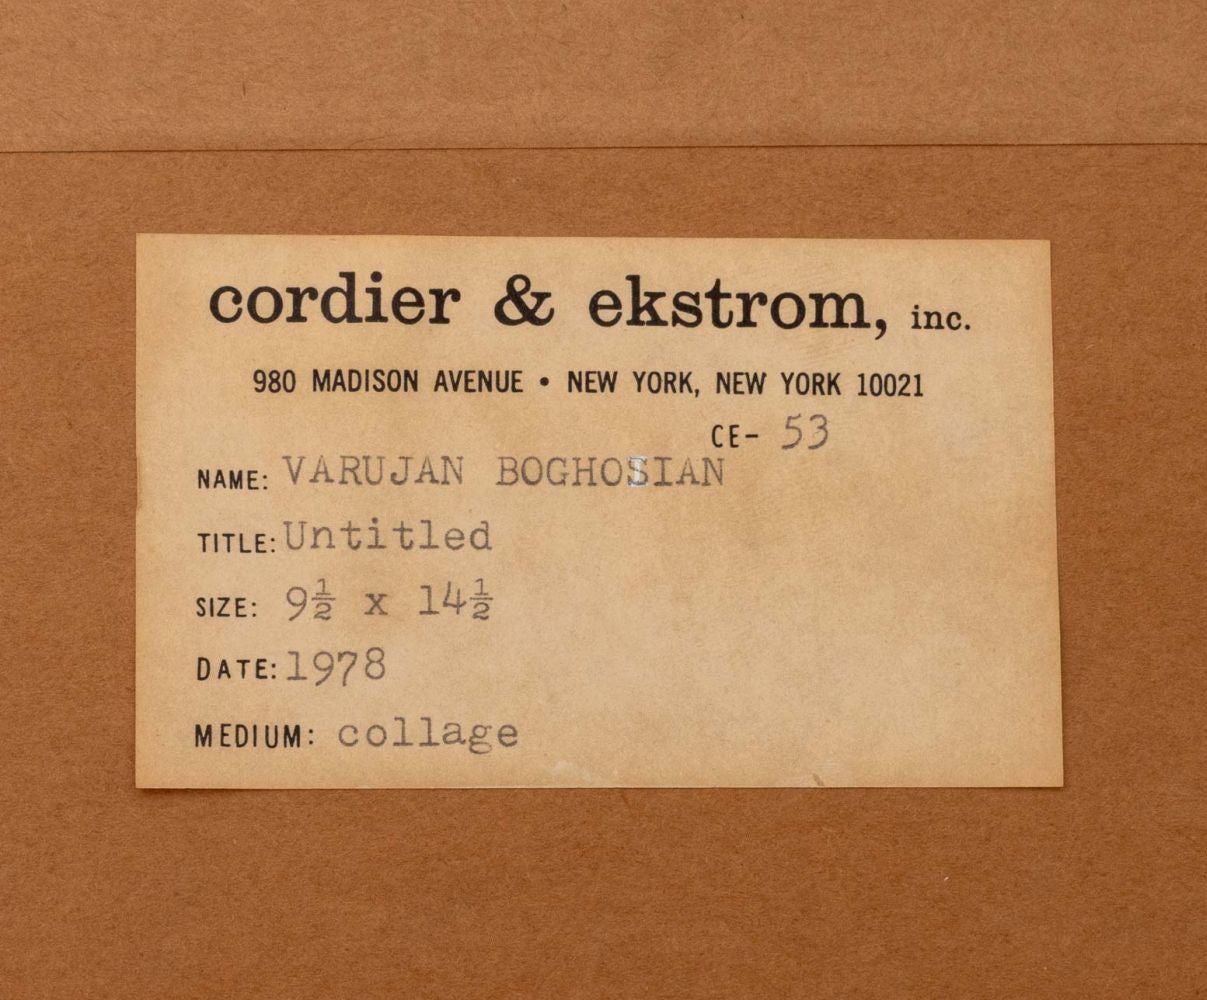 cordier & ekstrom, inc.
980 MADISON AVENUE • NEW YORK, NEW YORK 10021
CE- 53
NAME: VARUJAN BOGHOSIAN
TITLE: Untitled
SIZE: 9½ x 14½
DATE: 1978
MEDIUM: collage